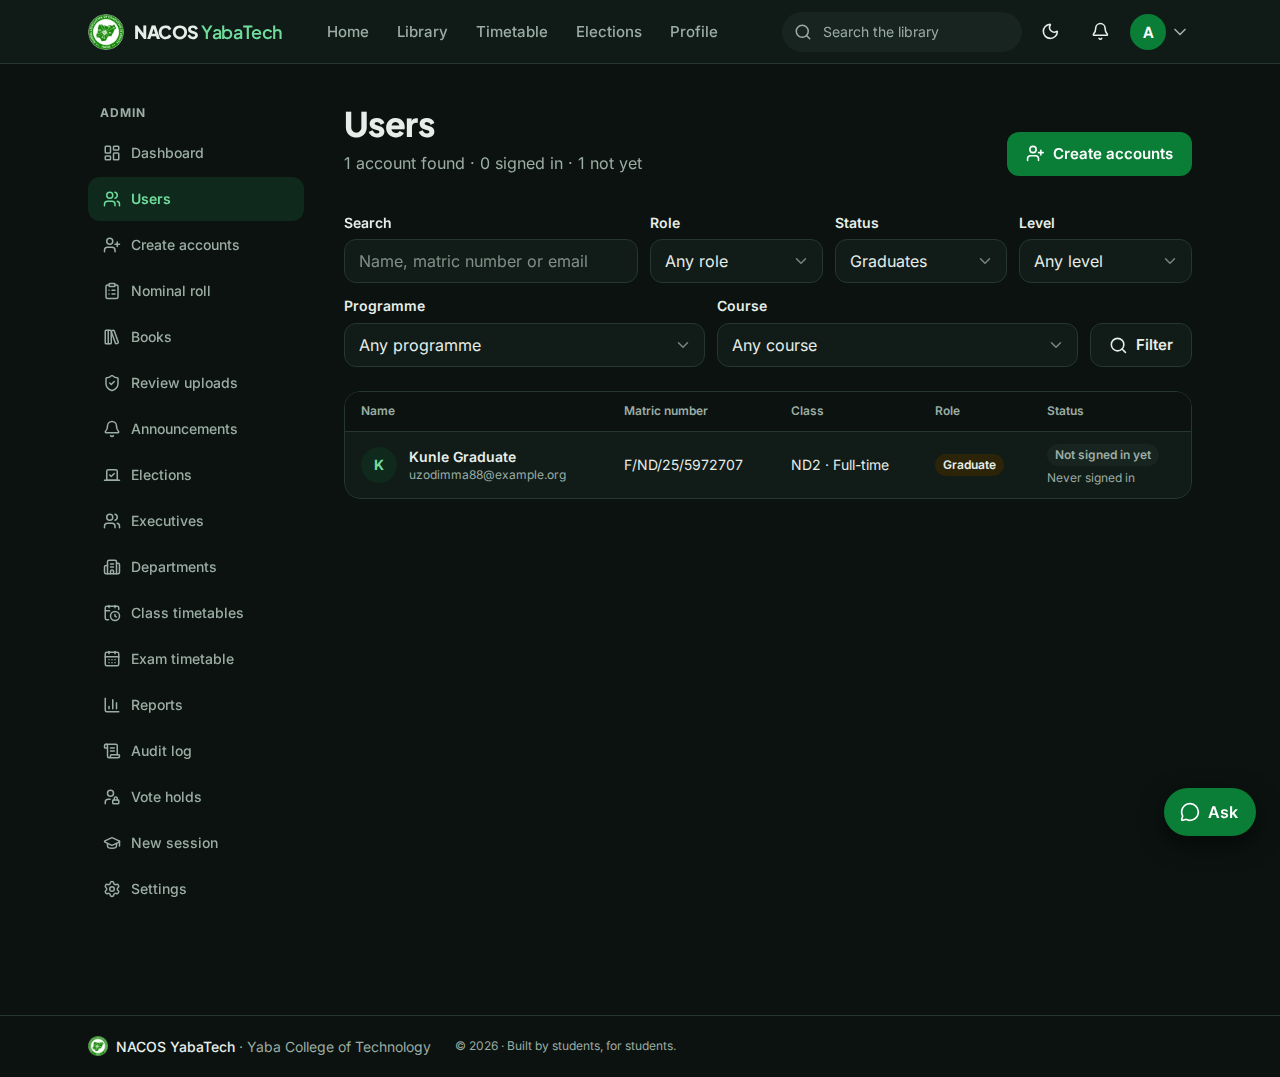 NACOS YabaTech
Home
Library
Timetable
Elections
Profile
Search the library
A
ADMIN
Dashboard
Users
Create accounts
Nominal roll
Books
Review uploads
Announcements
Elections
Executives
Departments
Class timetables
Exam timetable
Reports
Audit log
Vote holds
New session
Settings
Users
1 account found · 0 signed in · 1 not yet
Create accounts
Search
Role
Status
Level
Name, matric number or email
Any role
Graduates
Any level
Programme
Course
Any programme
Any course
Filter
Name
Matric number
Class
Role
Status
K
Kunle Graduate
uzodimma88@example.org
F/ND/25/5972707
ND2 · Full-time
Graduate
Not signed in yet
Never signed in
Ask
NACOS YabaTech · Yaba College of Technology
© 2026 · Built by students, for students.